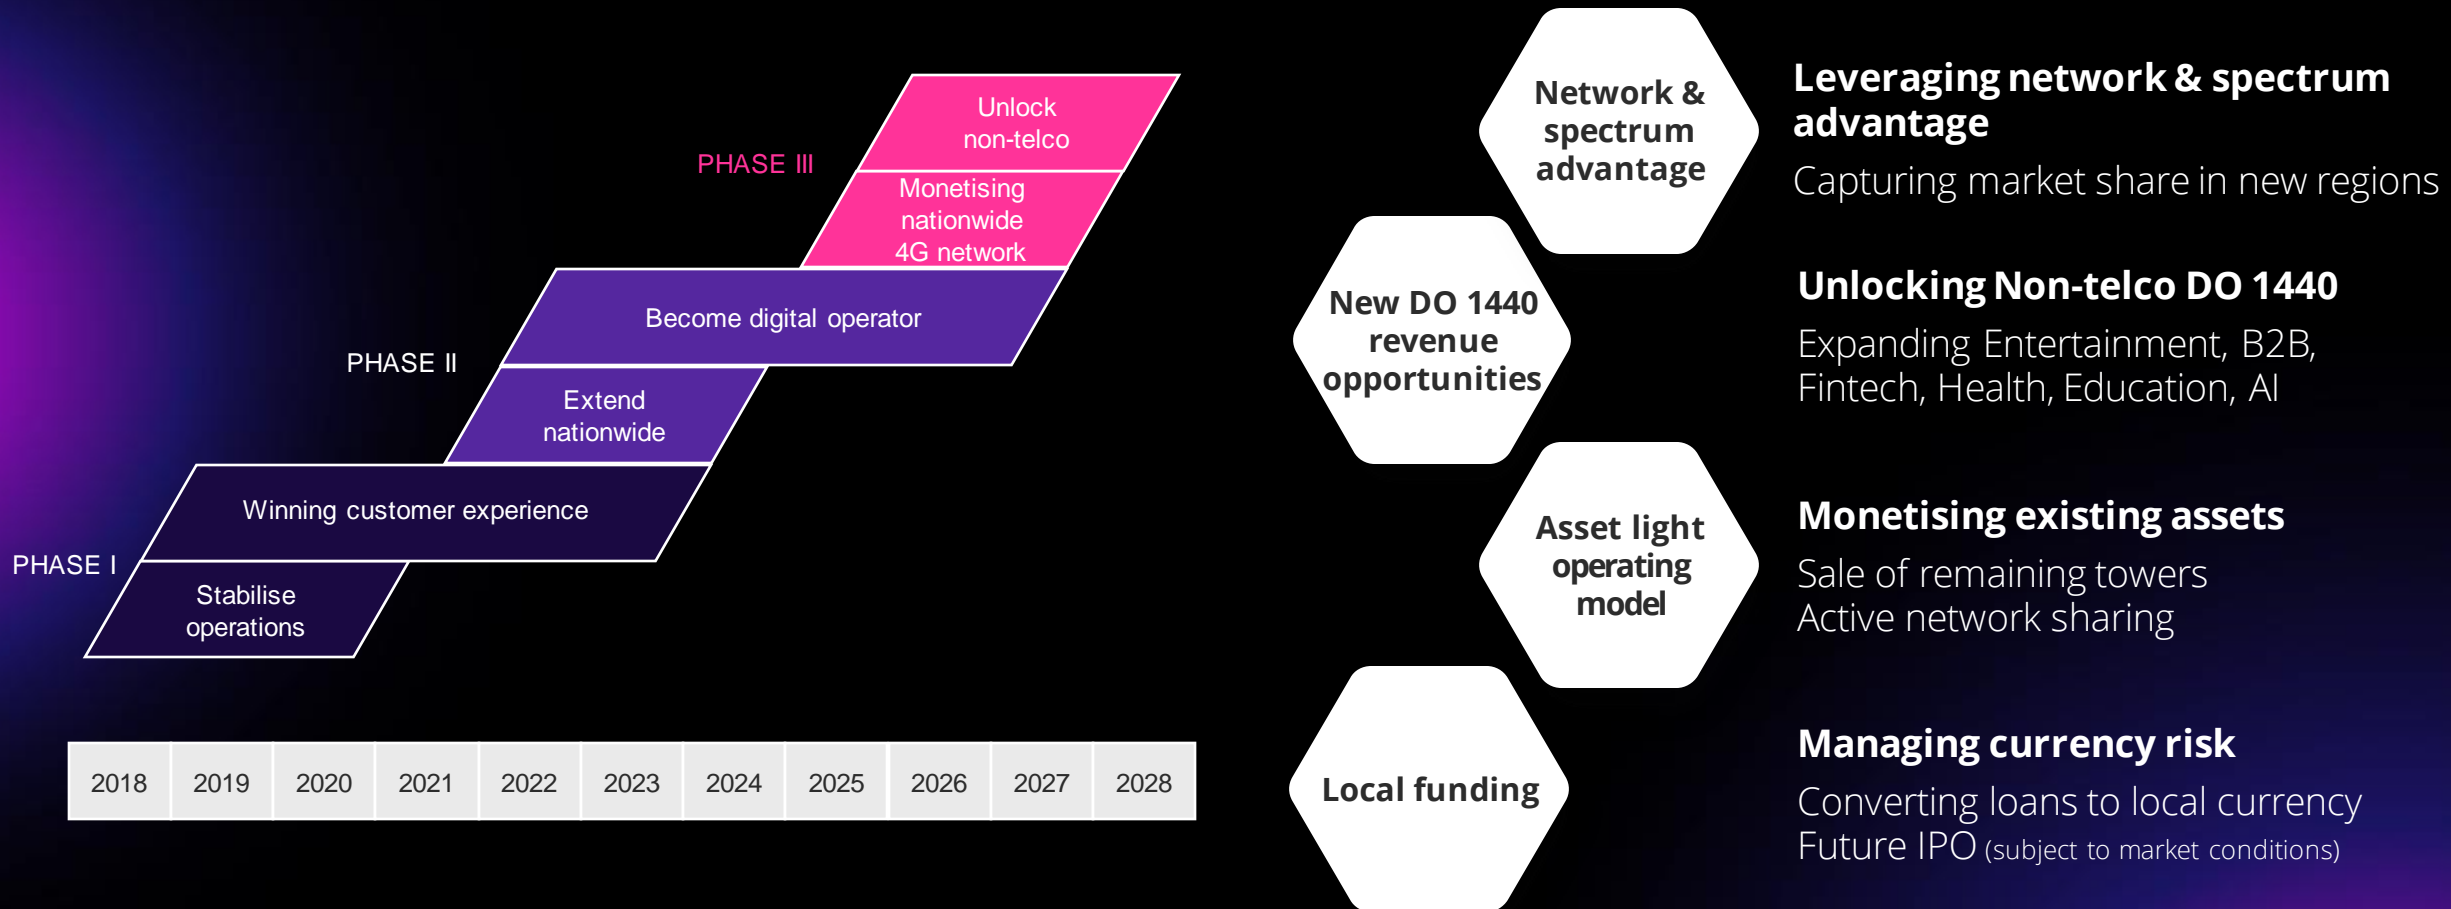 Unlock
non-telco
PHASE III
Monetising
nationwide
4G network
Become digital operator
PHASE II
Extend
nationwide
Winning customer experience
PHASE I
Stabilise
operations
2018 2019 2020 2021 2022 2023 2024 2025 2026 2027 2028
Network &
spectrum
advantage
Leveraging network & spectrum
advantage
Capturing market share in new regions
New DO 1440
revenue
opportunities
Unlocking Non-telco DO 1440
Expanding Entertainment, B2B,
Fintech, Health, Education, AI
Asset light
operating
model
Monetising existing assets
Sale of remaining towers
Active network sharing
Local funding
Managing currency risk
Converting loans to local currency
Future IPO (subject to market conditions)